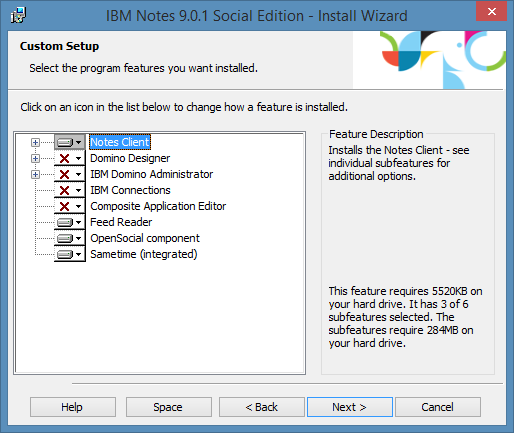 IBM Notes 9.0.1 Social Edition - Install Wizard
Custom Setup
Select the program features you want installed.
Click on an icon in the list below to change how a feature is installed.
Notes Client
Domino Designer
IBM Domino Administrator
IBM Connections
Composite Application Editor
Feed Reader
OpenSocial component
Sametime (integrated)
Feature Description
Installs the Notes Client - see
individual subfeatures for
additional options.
This feature requires 5520KB on
your hard drive. It has 3 of 6
subfeatures selected. The
subfeatures require 284MB on
your hard drive.
Help
Space
< Back
Next >
Cancel